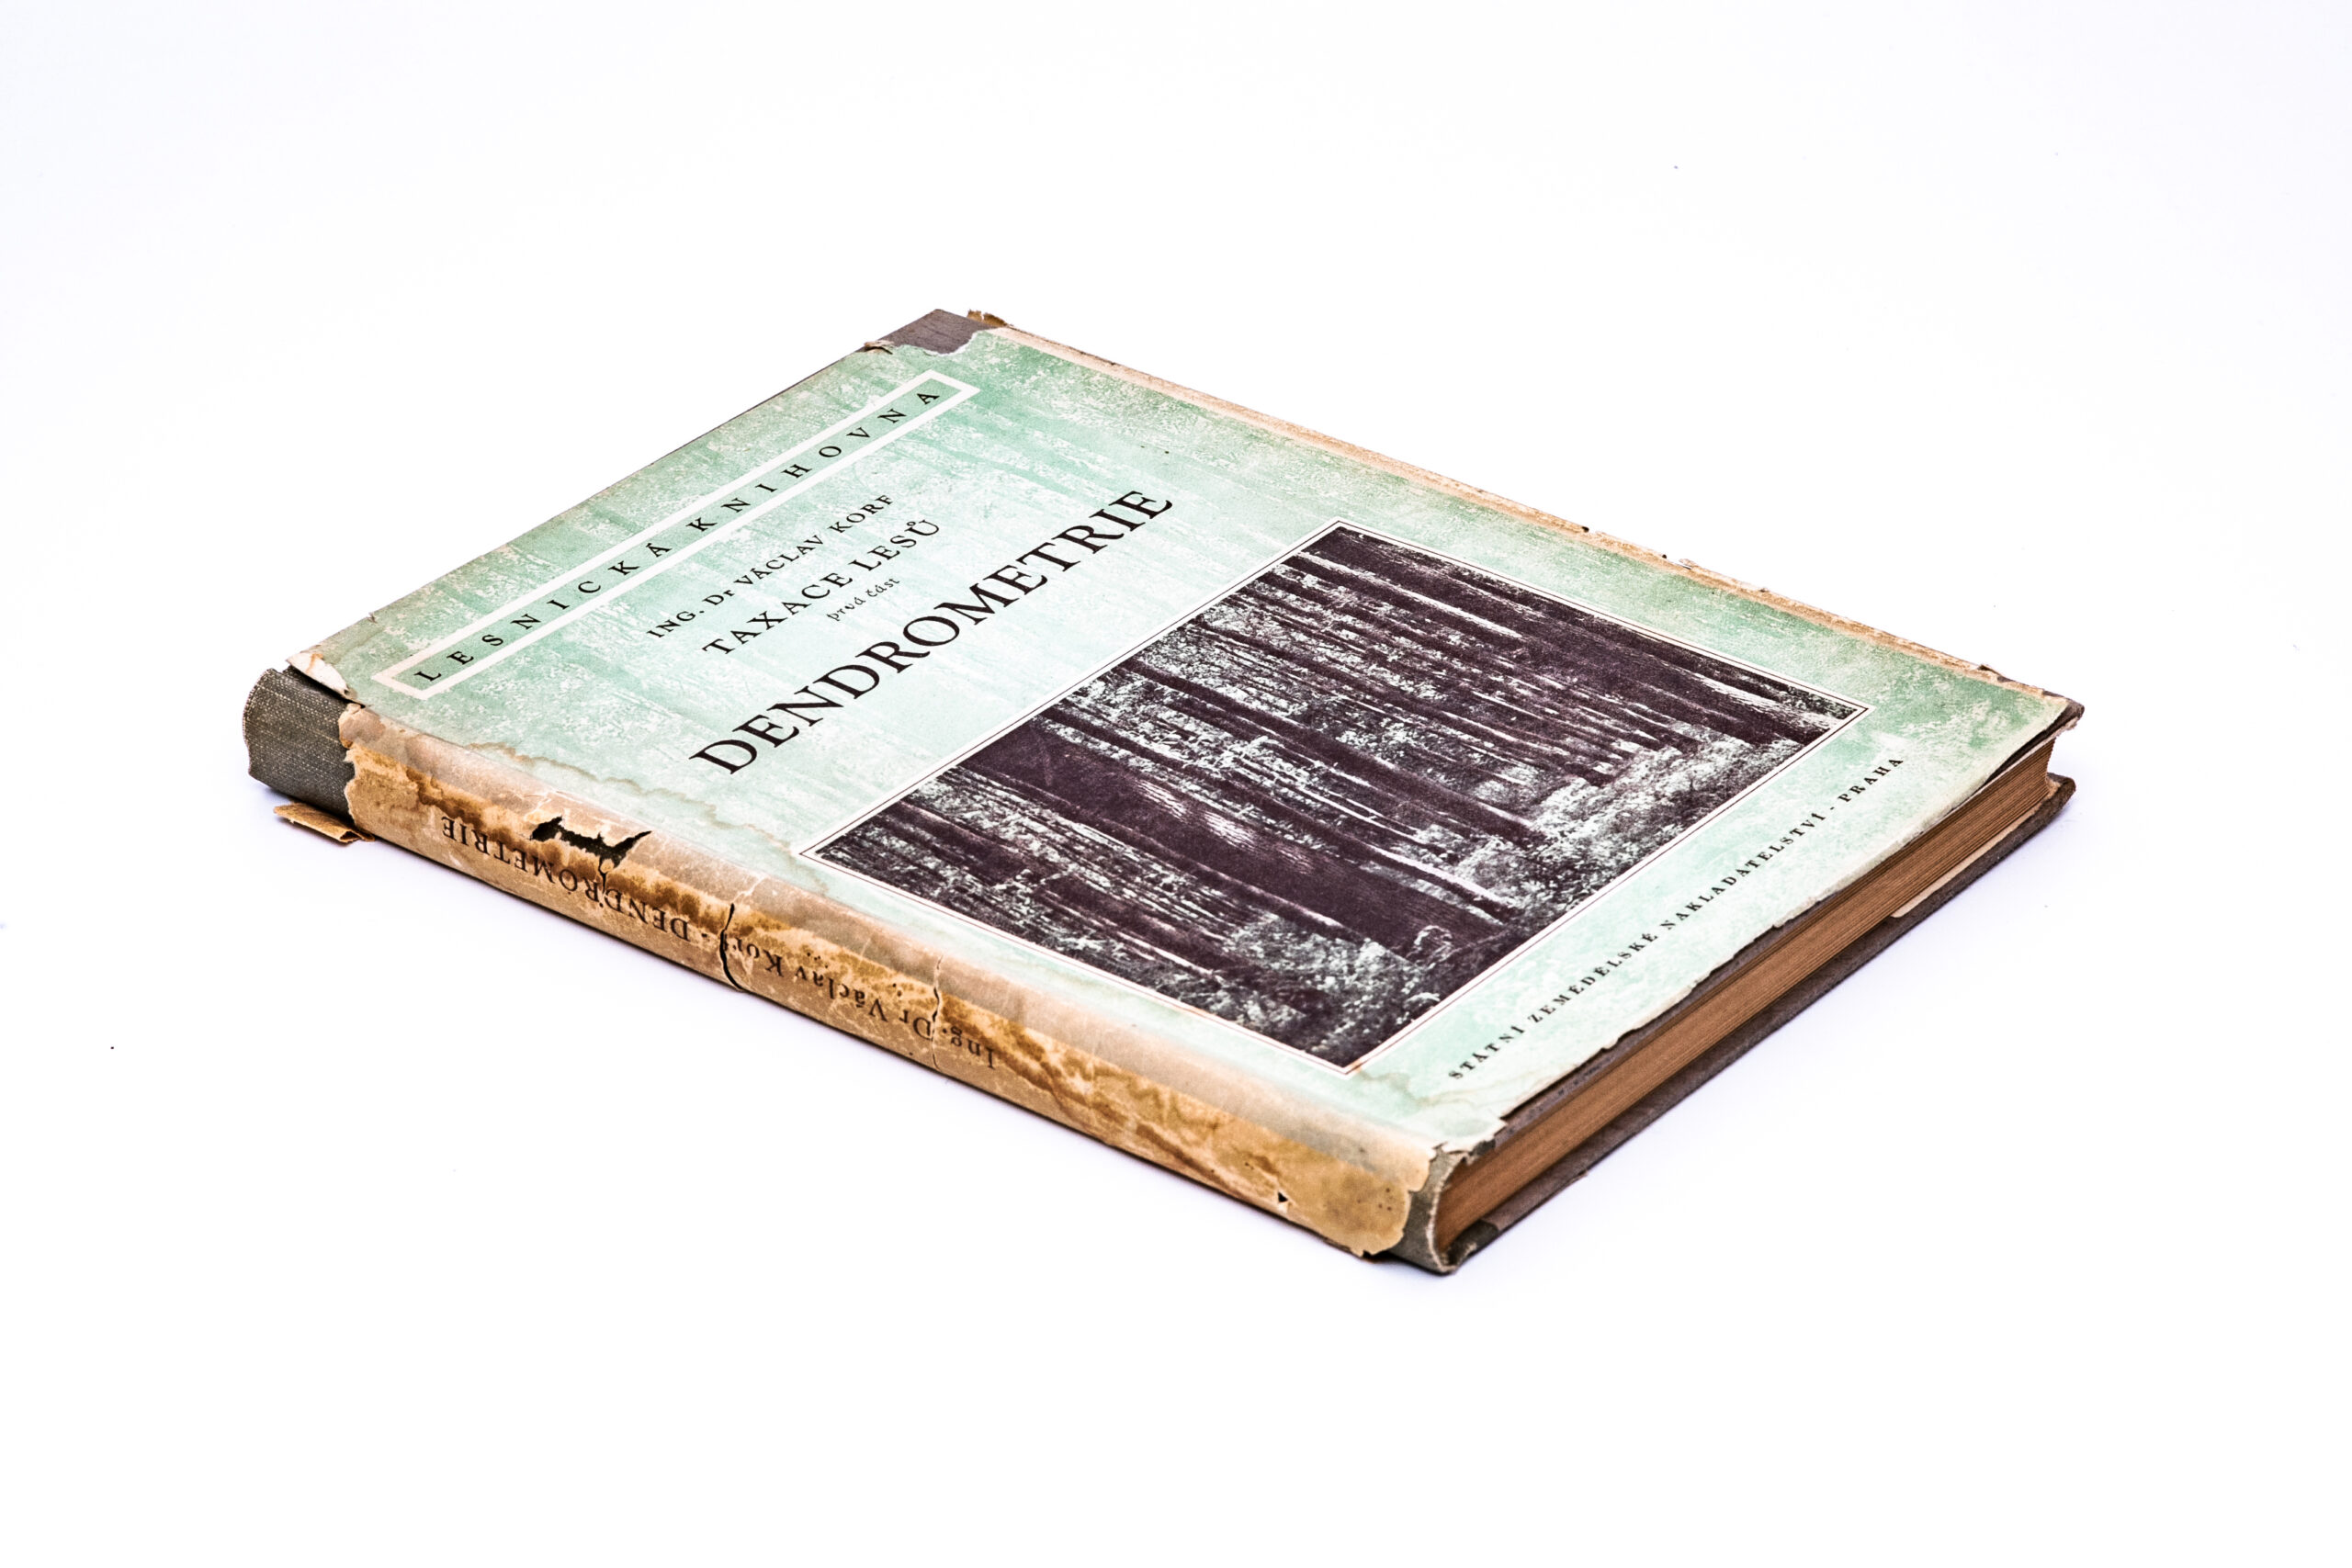 LESNICKÁ KNIHOVNA
ING. Dr VÁCLAV KORF
TAXACE LESŮ
prvá část
DENDROMETRIE
STÁTNÍ ZEMĚDĚLSKÉ NAKLADATELSTVÍ - PRAHA
Ing. Dr Václav Korf - DENDROMETRIE